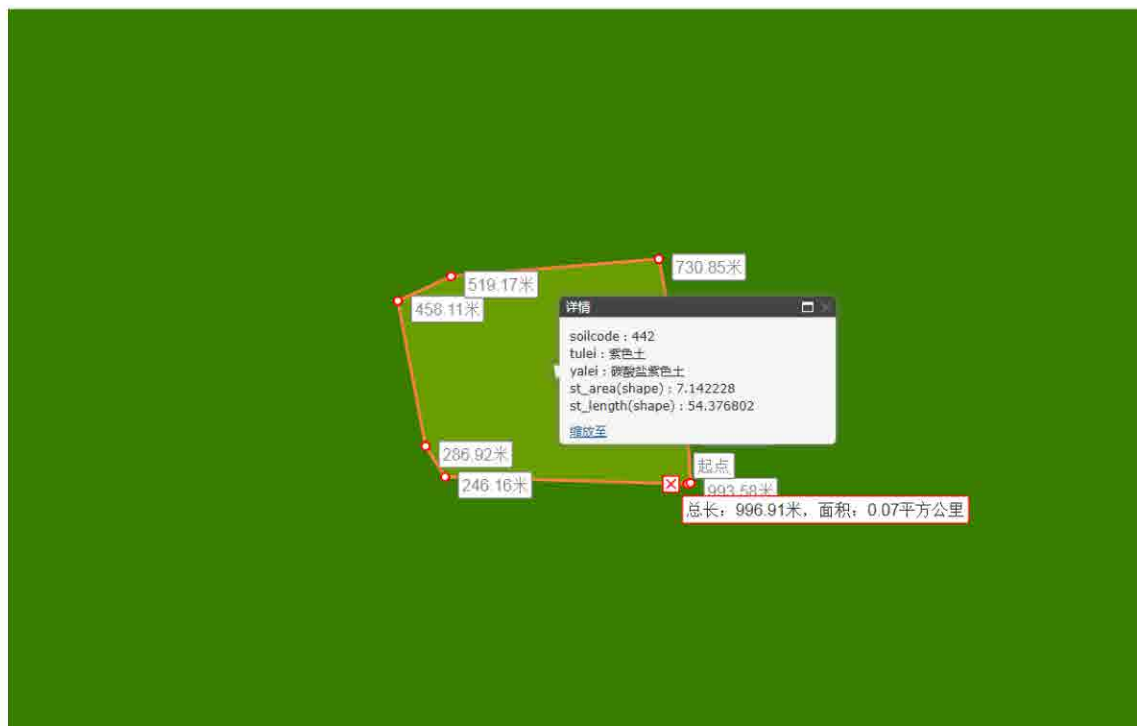 730.85米
519.17米
458.11米
详情
soilcode : 442
tulei : 紫色土
yalei : 碳酸盐紫色土
st_area(shape) : 7.142228
st_length(shape) : 54.376802
缩放至
286.92米
起点
246.16米
993.58米
总长：996.91米，面积：0.07平方公里